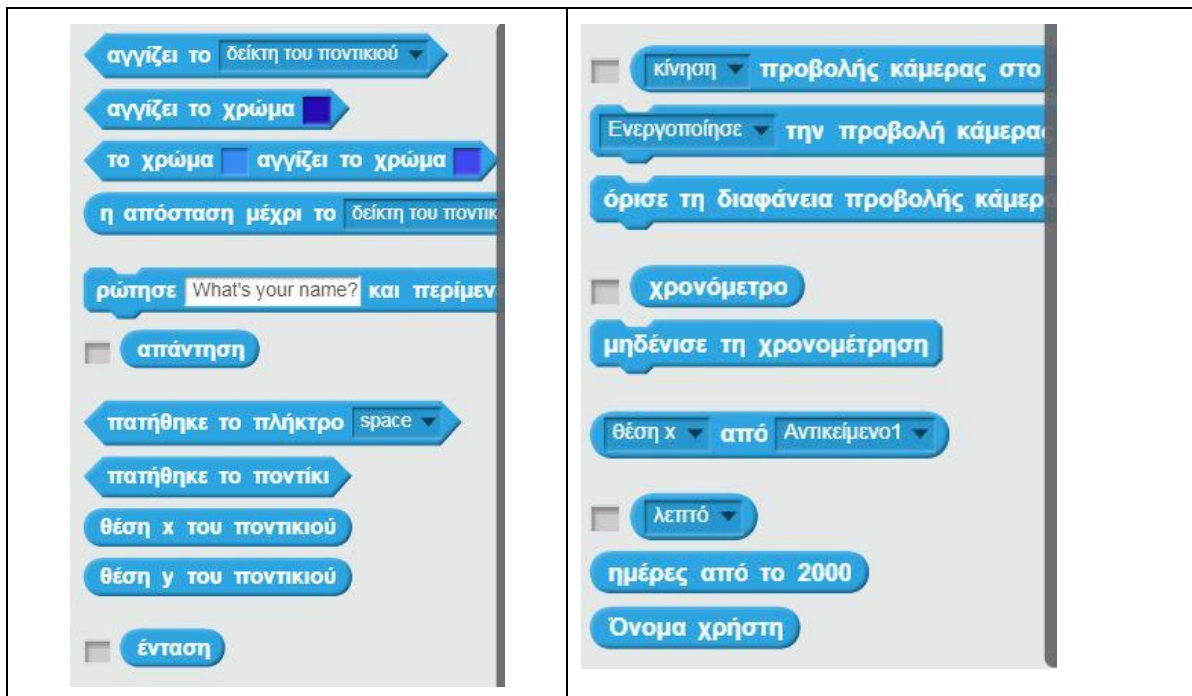 αγγίζει το δείκτη του ποντικιού
αγγίζει το χρώμα
το χρώμα αγγίζει το χρώμα
η απόσταση μέχρι το δείκτη του ποντικ
ρώτησε What's your name? και περίμεν
απάντηση
πατήθηκε το πλήκτρο space
πατήθηκε το ποντίκι
θέση x του ποντικιού
θέση y του ποντικιού
ένταση
κίνηση προβολής κάμερας στο
Ενεργοποίησε την προβολή κάμερας
όρισε τη διαφάνεια προβολής κάμερ
χρονόμετρο
μηδένισε τη χρονομέτρηση
θέση x από Αντικείμενο1
λεπτό
ημέρες από το 2000
Όνομα χρήστη